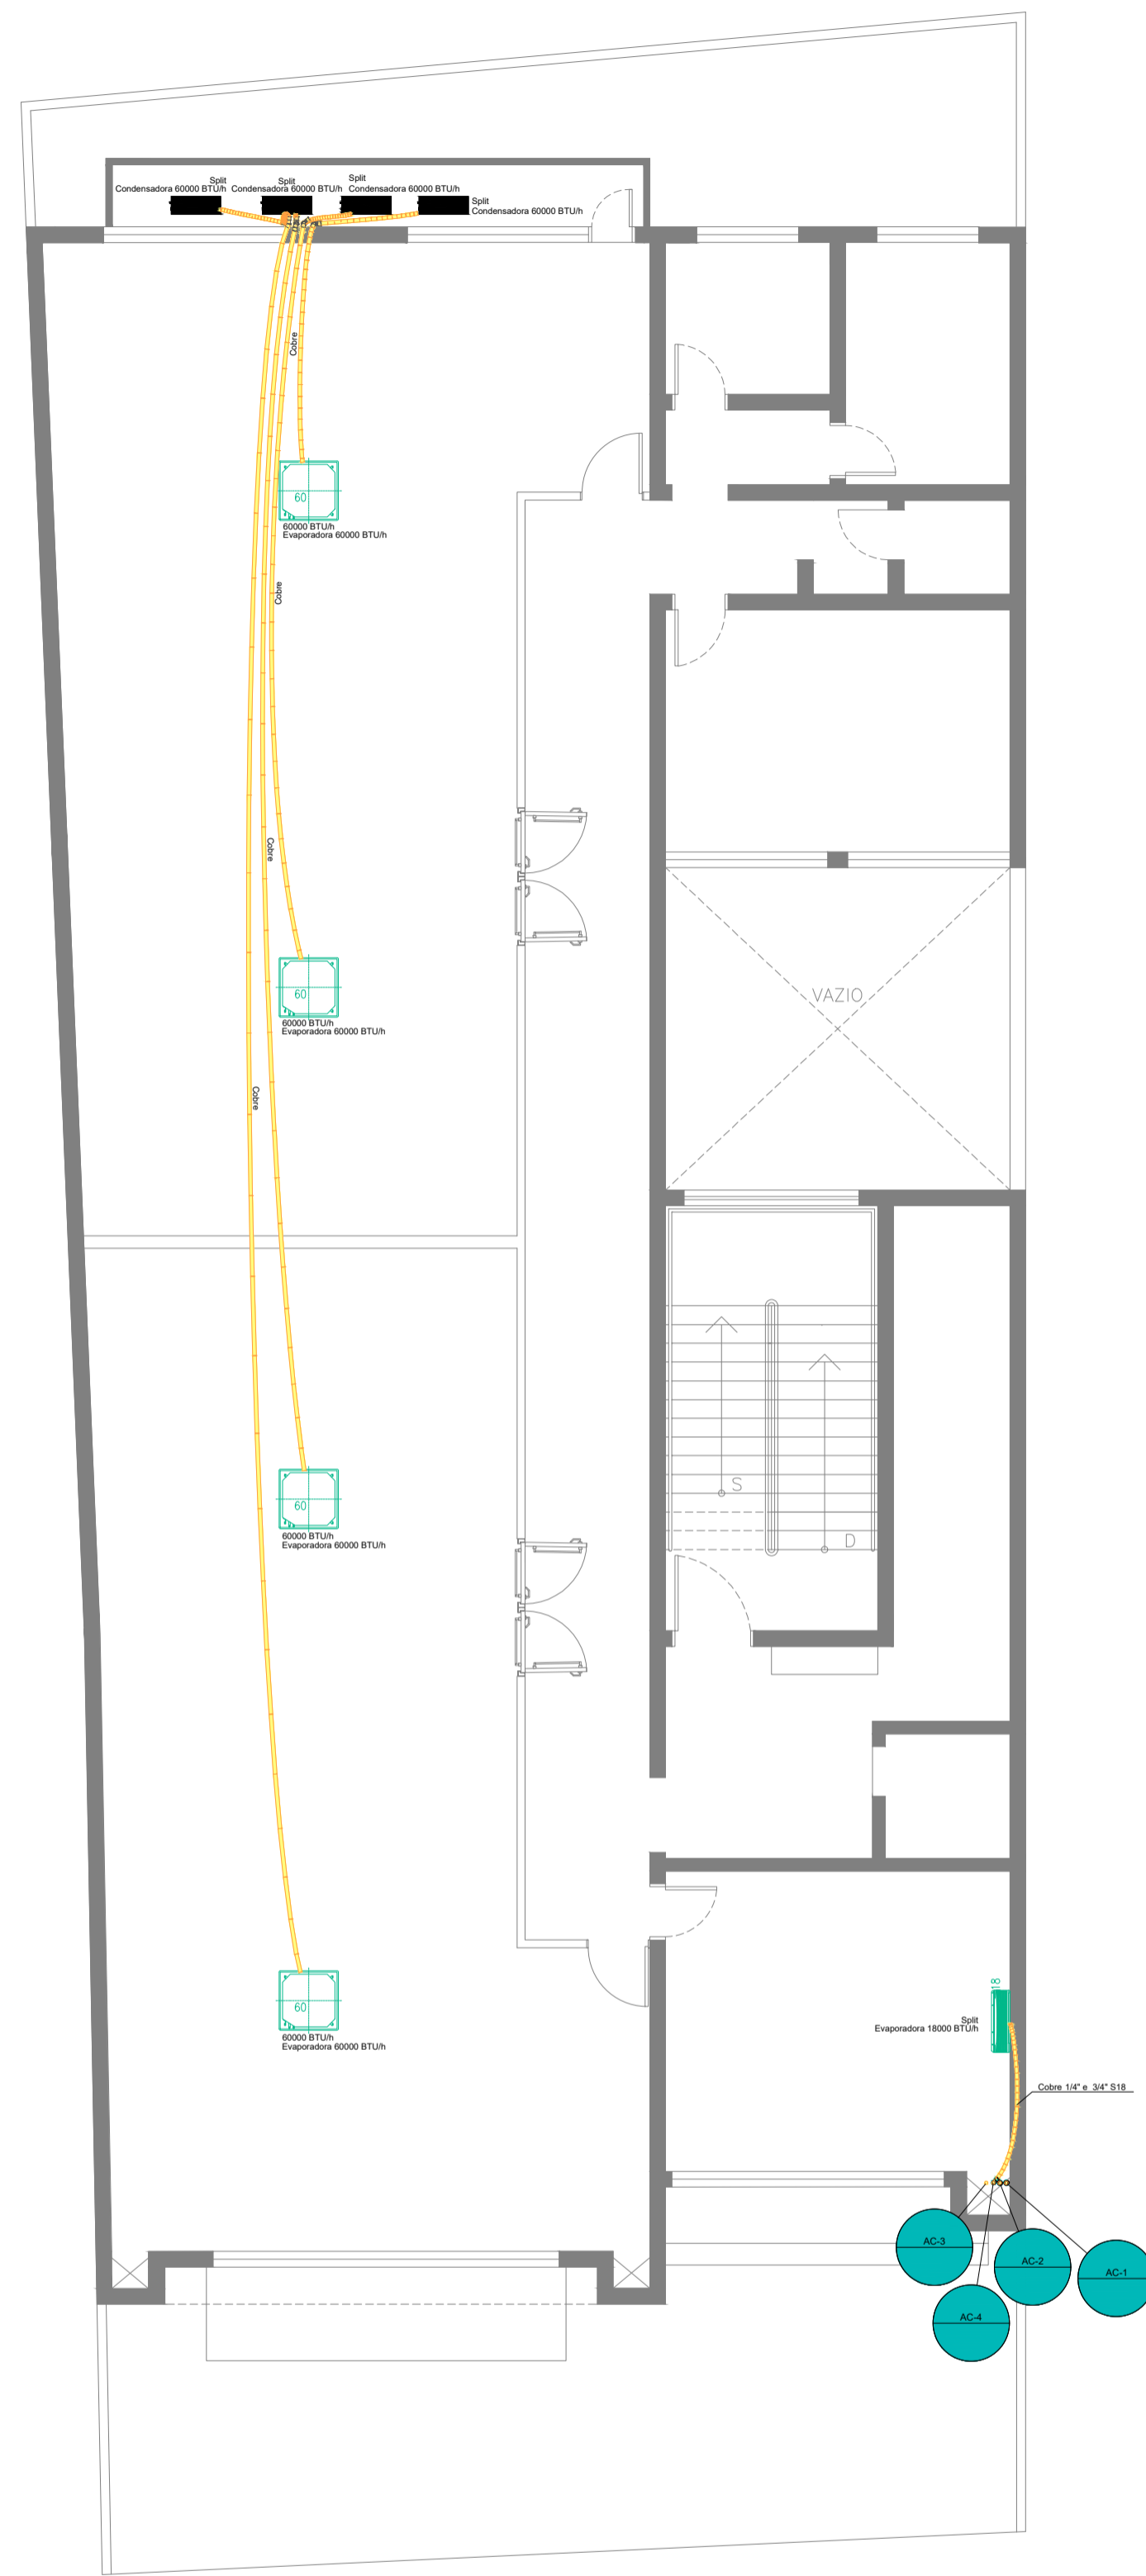 Split
Condensadora 60000 BTU/h
Split
Condensadora 60000 BTU/h
Split
Condensadora 60000 BTU/h
Split
Condensadora 60000 BTU/h
Cobre
60
60000 BTU/h
Evaporadora 60000 BTU/h
Cobre
Cobre
60
60000 BTU/h
Evaporadora 60000 BTU/h
VAZIO
Cobre
60
60000 BTU/h
Evaporadora 60000 BTU/h
S
D
60
60000 BTU/h
Evaporadora 60000 BTU/h
18
Split
Evaporadora 18000 BTU/h
Cobre 1/4" e 3/4" S18
AC-3
AC-2
AC-1
AC-4